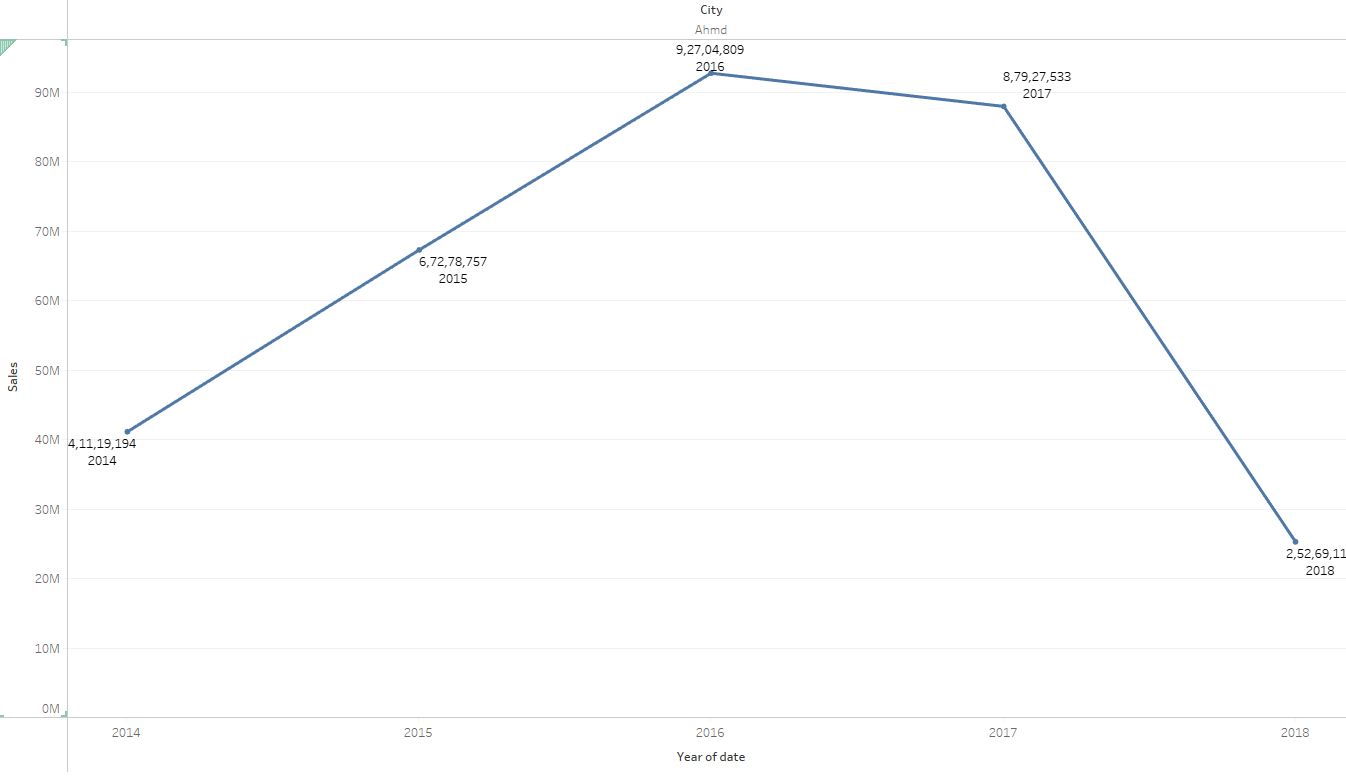 City
Ahmd
9,27,04,809
2016
8,79,27,533
2017
90M
80M
70M
6,72,78,757
2015
60M
50M
Sales
40M
4,11,19,194
2014
30M
2,52,69,11
2018
20M
10M
0M
2014 2015 2016 2017 2018
Year of date